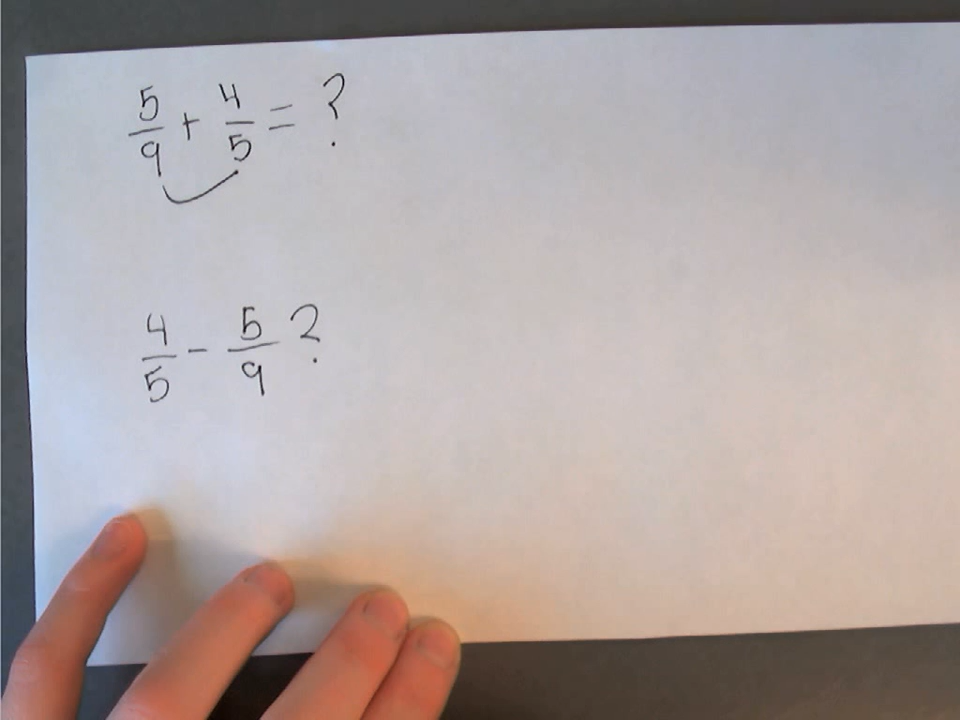 5/9 + 4/5 = ?
4/5 - 5/9 ?